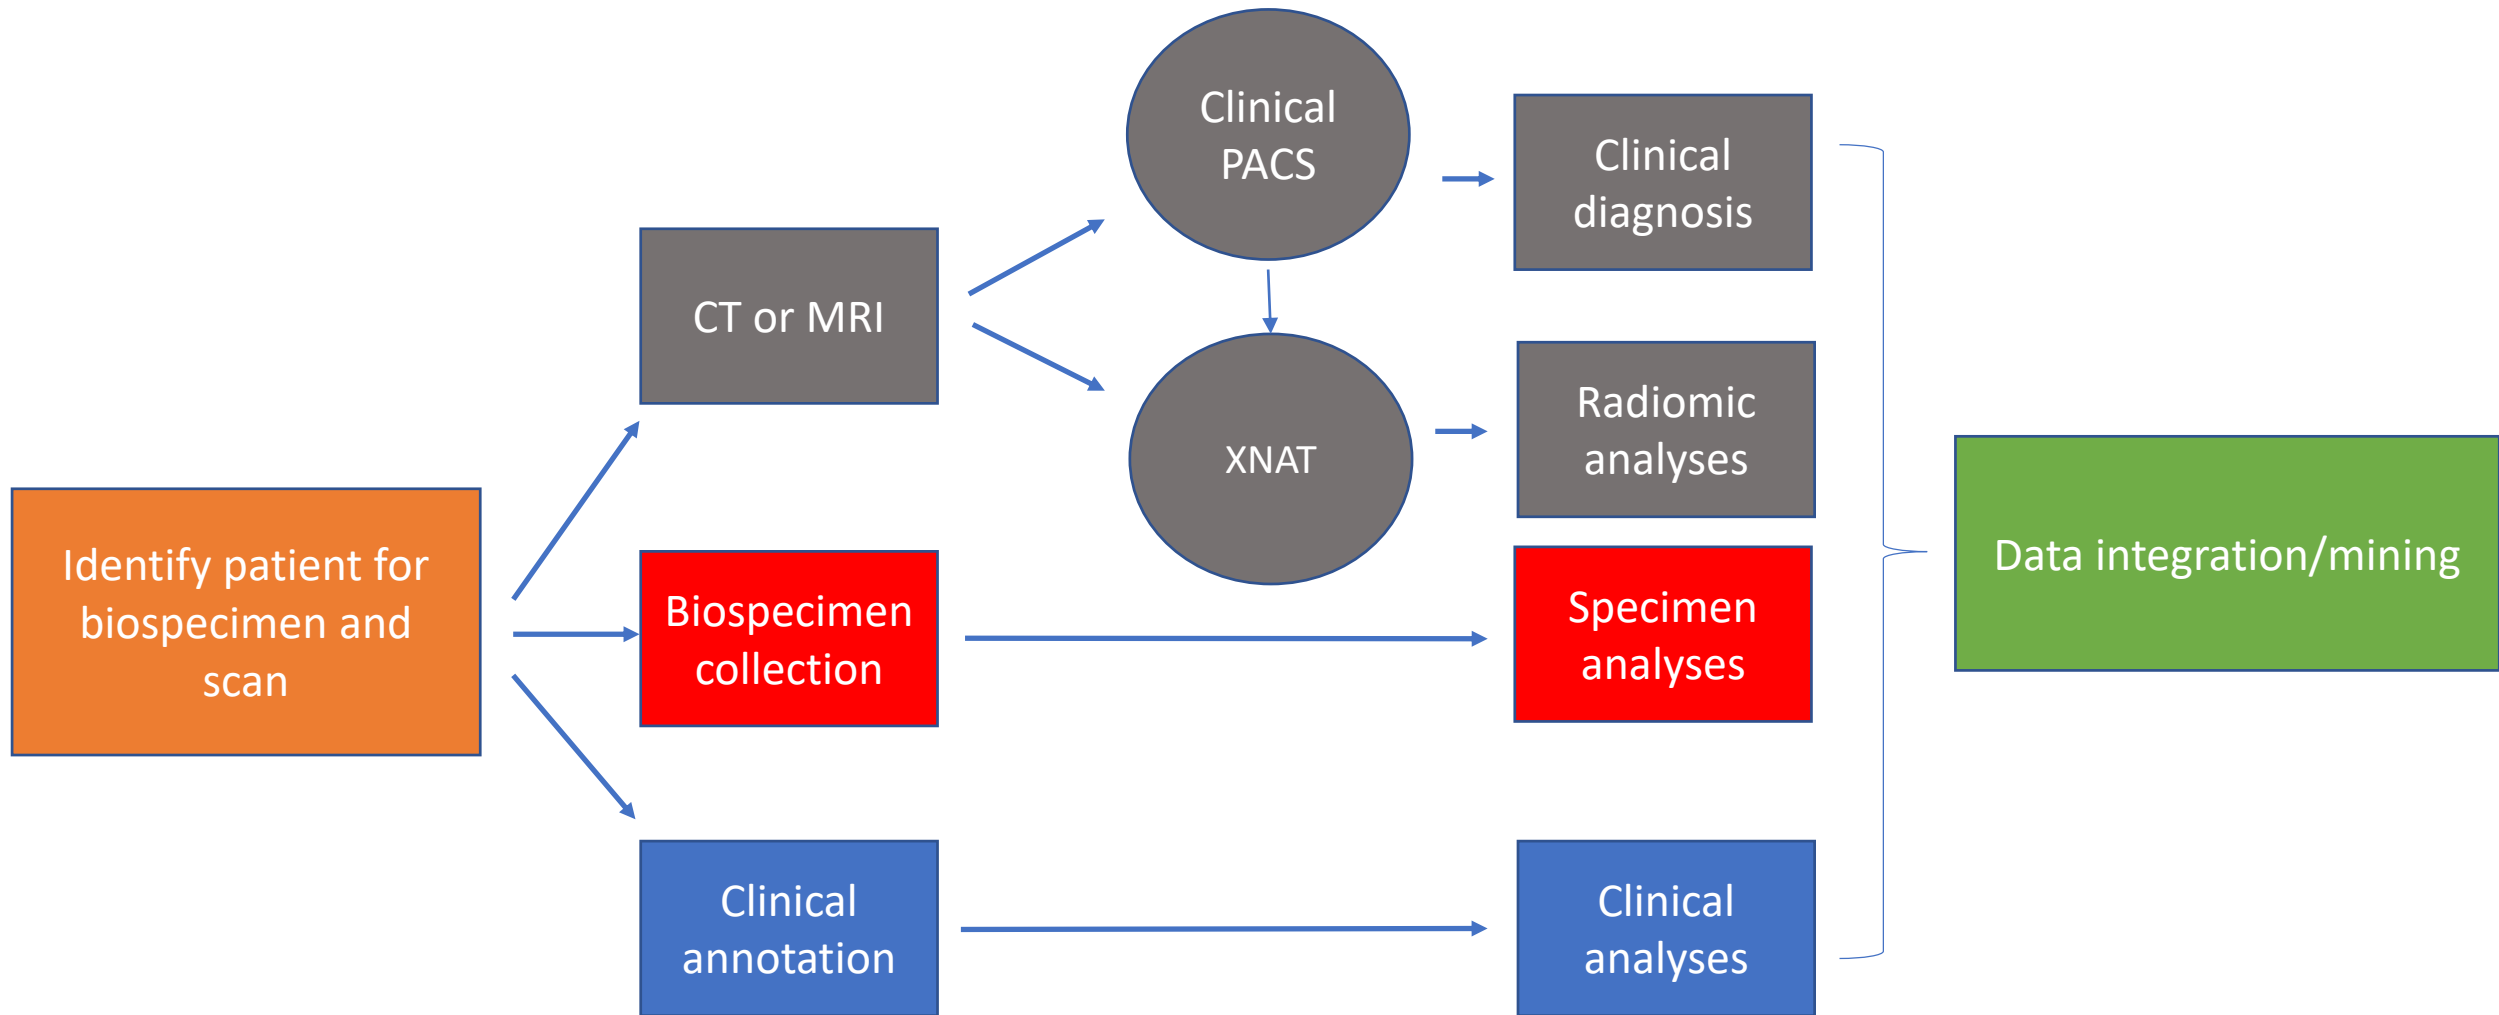 Identify patient for
biospecimen and
scan
CT or MRI
Biospecimen
collection
Clinical
annotation
Clinical
PACS
XNAT
Clinical
diagnosis
Radiomic
analyses
Specimen
analyses
Clinical
analyses
Data integration/mining